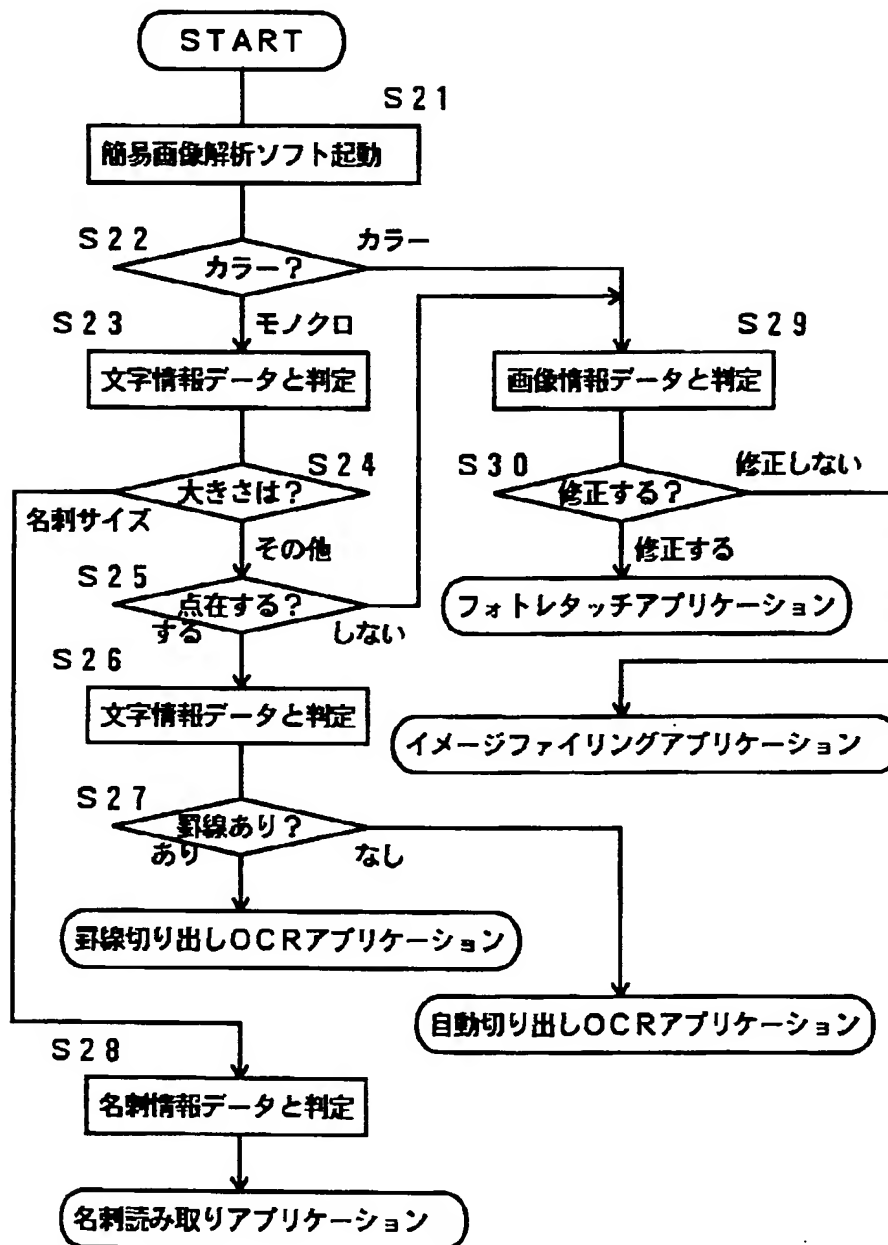 START
S21
簡易画像解析ソフト起動
S22
カラー？
カラー
モノクロ
S23
文字情報データと判定
S24
大きさは？
名刺サイズ
その他
S25
点在する？
する
しない
S26
文字情報データと判定
S27
罫線あり？
あり
なし
罫線切り出しOCRアプリケーション
自動切り出しOCRアプリケーション
S28
名刺情報データと判定
名刺読み取りアプリケーション
S29
画像情報データと判定
S30
修正する？
修正しない
修正する
フォトレタッチアプリケーション
イメージファイリングアプリケーション